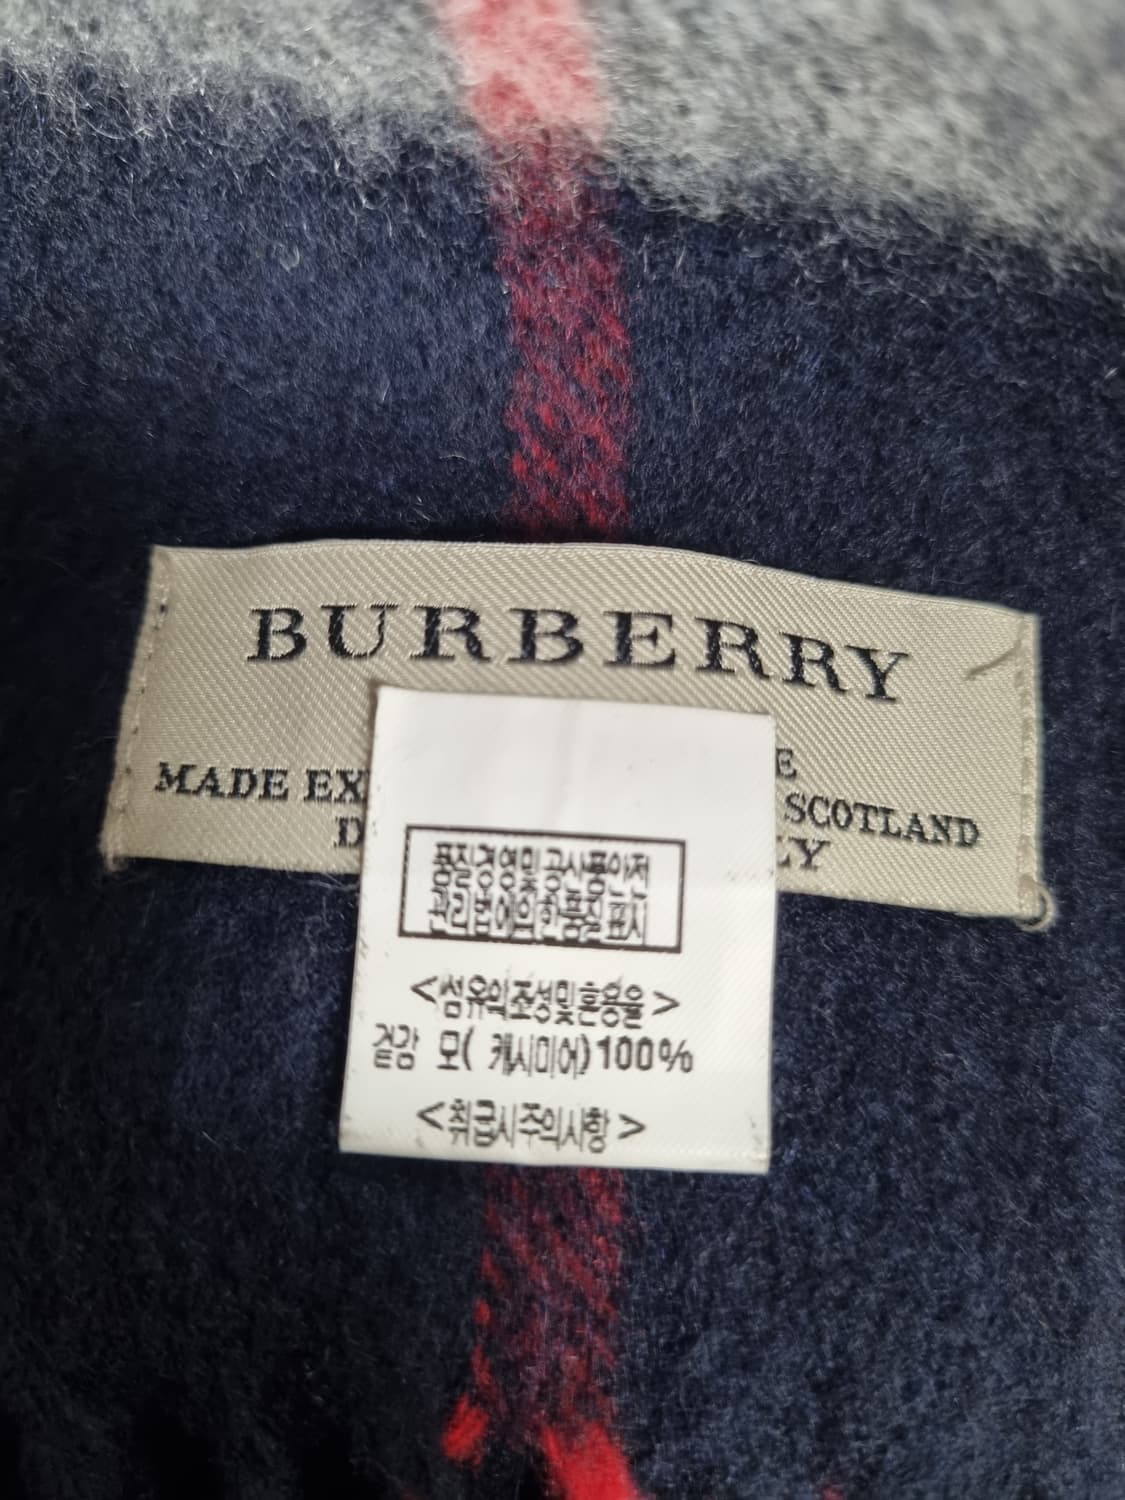 BURBERRY
E
MADE EX SCOTLAND
D LY
품질경영및공산품안전
관리법에의한품질표시
<섬유의조성및혼용율>
겉감 모( 캐시미어)100%
<취급시주의사항>